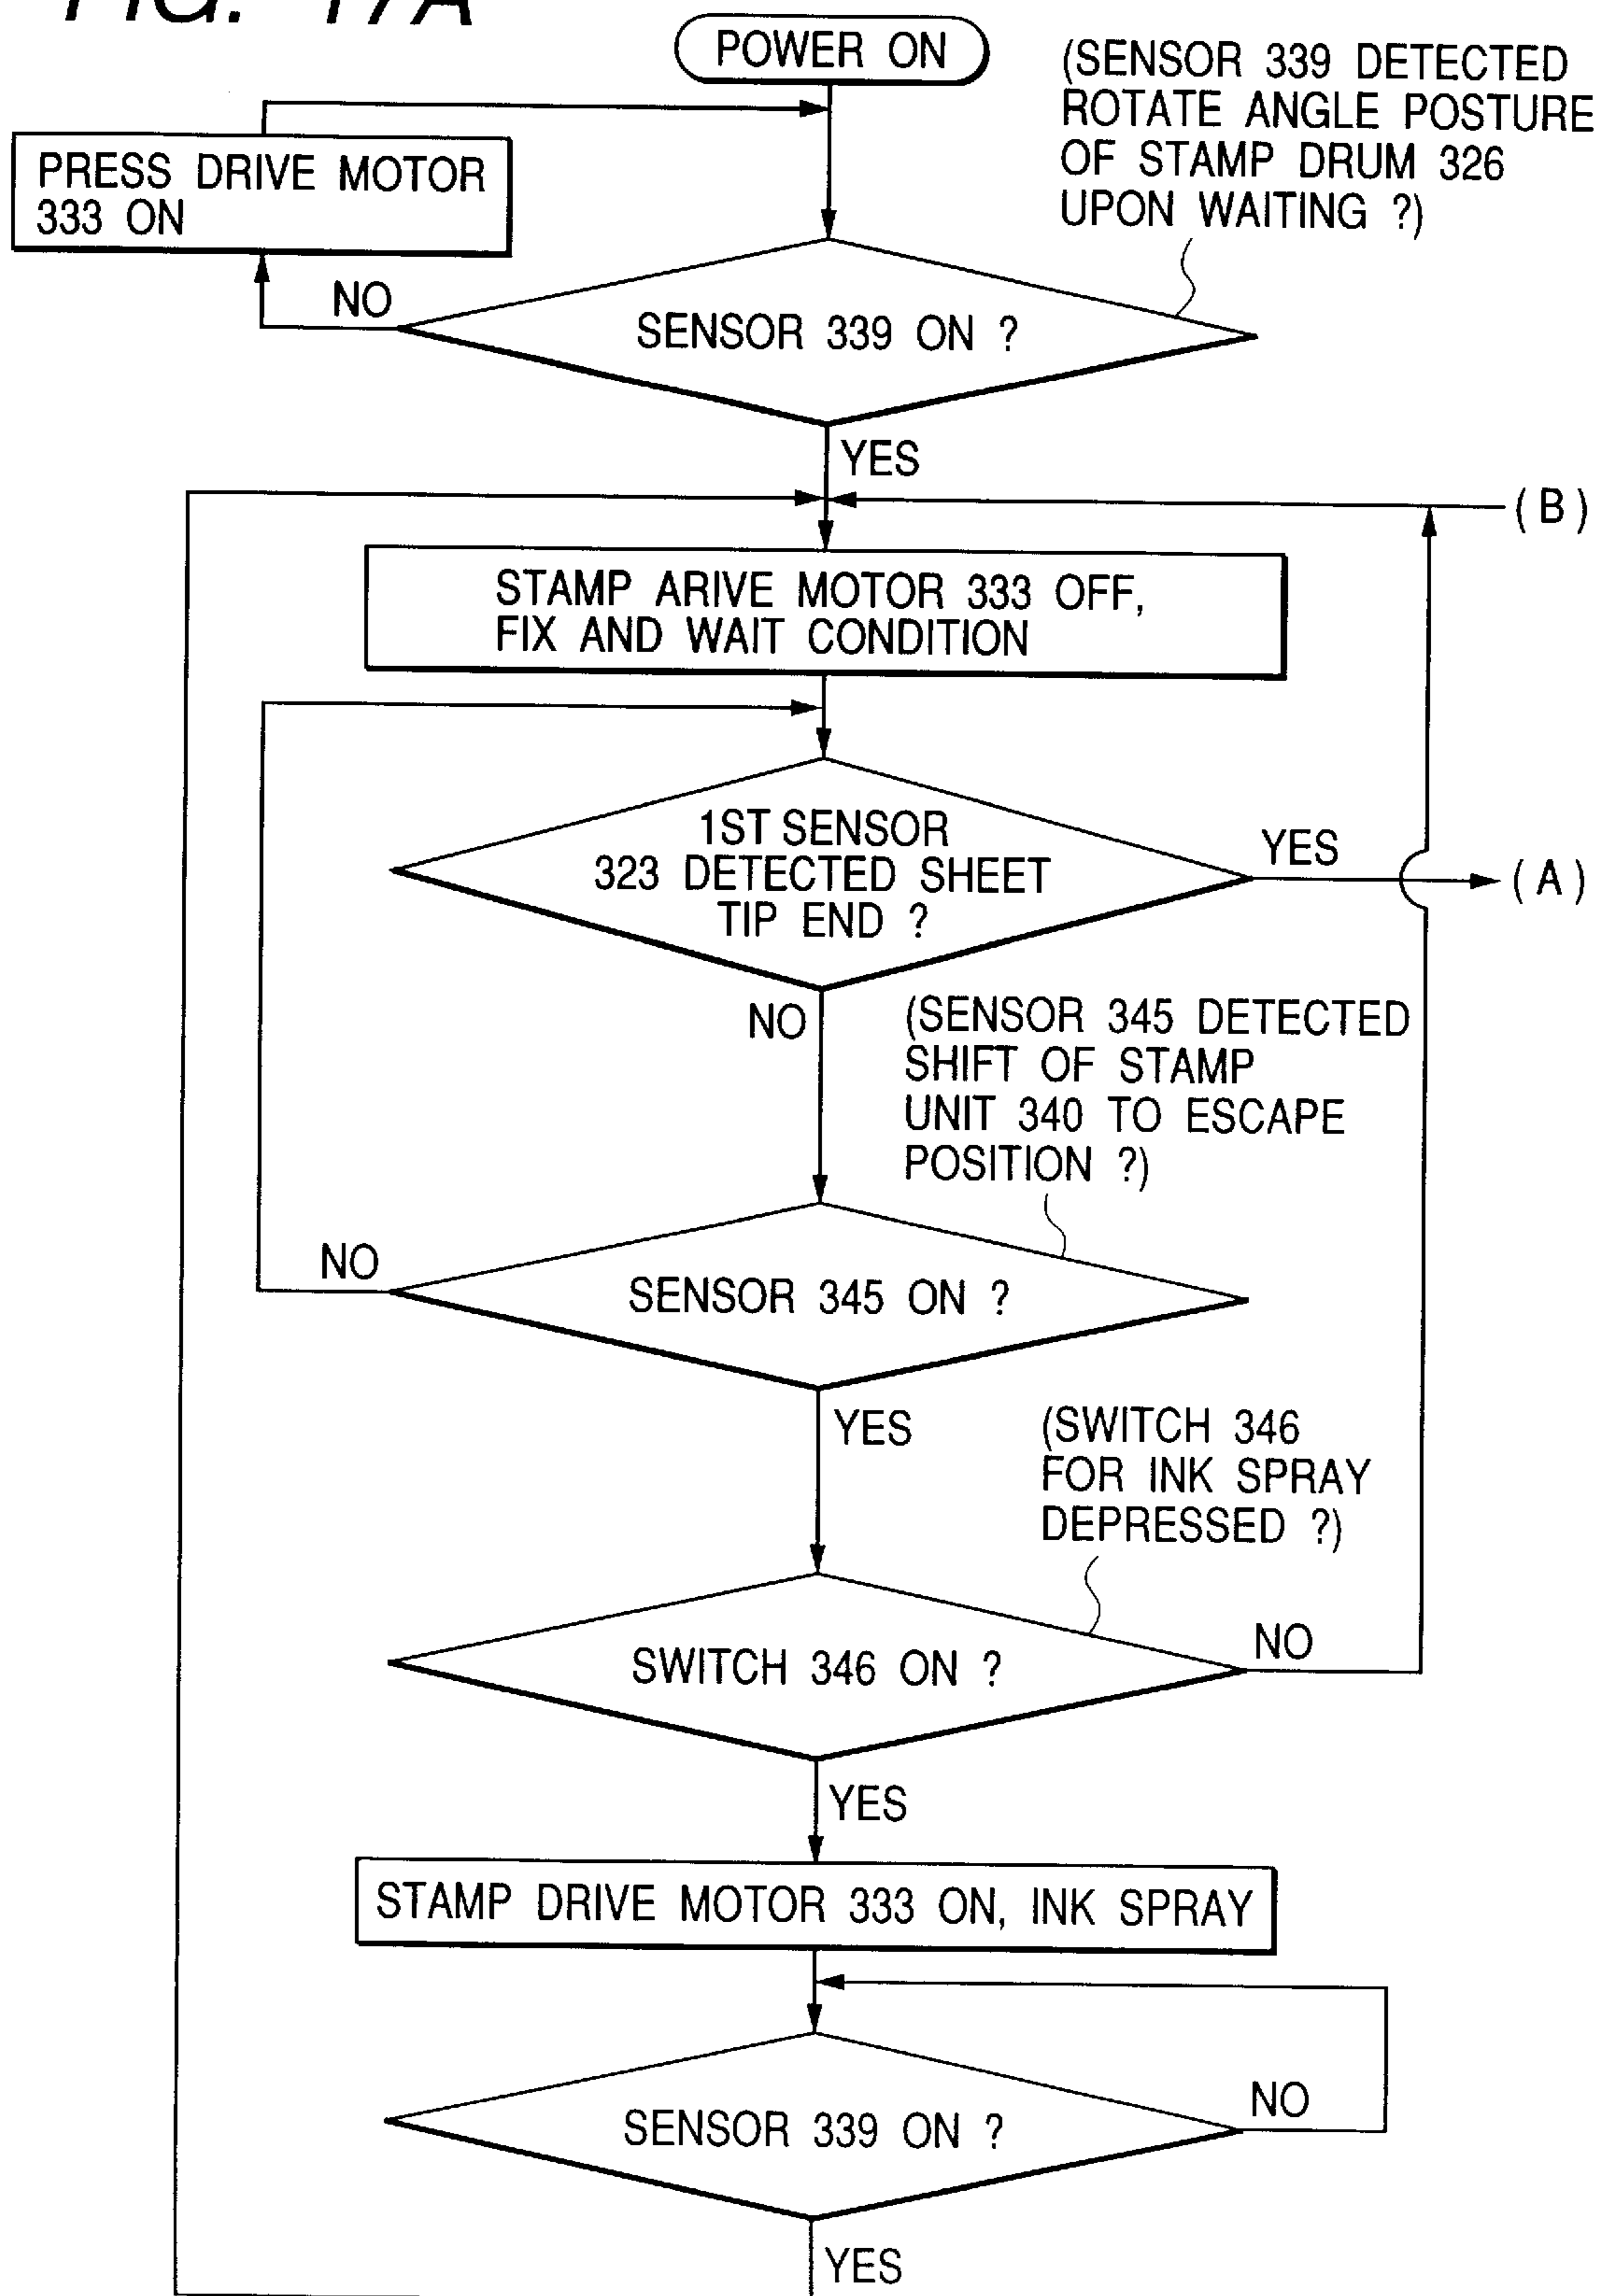 FIG. 17A
POWER ON
(SENSOR 339 DETECTED
ROTATE ANGLE POSTURE
OF STAMP DRUM 326
UPON WAITING ?)
PRESS DRIVE MOTOR
333 ON
NO
SENSOR 339 ON ?
YES
(B)
STAMP ARIVE MOTOR 333 OFF,
FIX AND WAIT CONDITION
1ST SENSOR
323 DETECTED SHEET
TIP END ?
YES
(A)
NO
(SENSOR 345 DETECTED
SHIFT OF STAMP
UNIT 340 TO ESCAPE
POSITION ?)
NO
SENSOR 345 ON ?
YES
(SWITCH 346
FOR INK SPRAY
DEPRESSED ?)
SWITCH 346 ON ?
NO
YES
STAMP DRIVE MOTOR 333 ON, INK SPRAY
SENSOR 339 ON ?
NO
YES